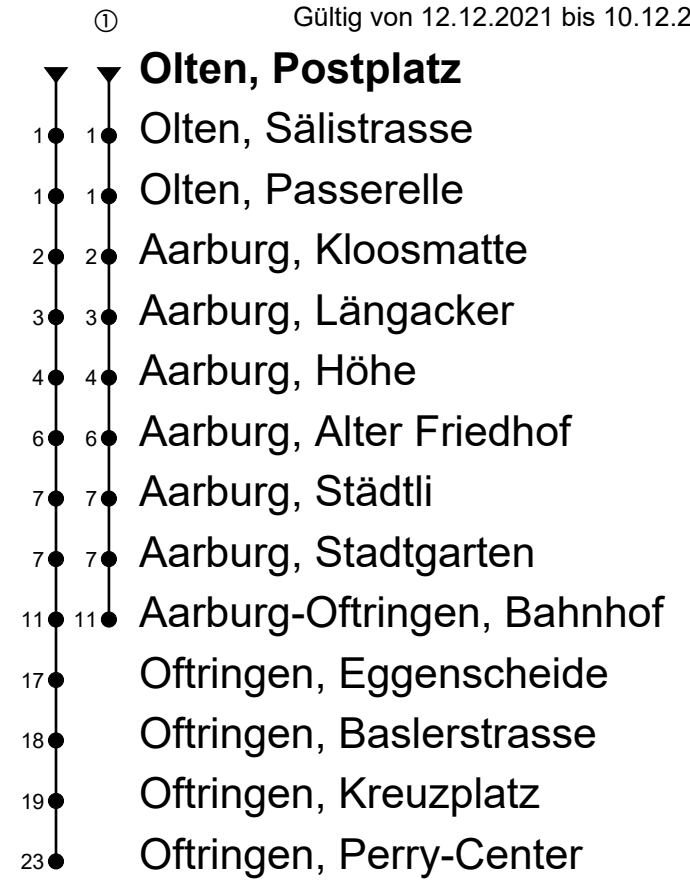 ① Gültig von 12.12.2021 bis 10.12.2
Olten, Postplatz
1 1 Olten, Sälistrasse
1 1 Olten, Passerelle
2 2 Aarburg, Kloosmatte
3 3 Aarburg, Längacker
4 4 Aarburg, Höhe
6 6 Aarburg, Alter Friedhof
7 7 Aarburg, Städtli
7 7 Aarburg, Stadtgarten
11 11 Aarburg-Oftringen, Bahnhof
17 Oftringen, Eggenscheide
18 Oftringen, Baslerstrasse
19 Oftringen, Kreuzplatz
23 Oftringen, Perry-Center